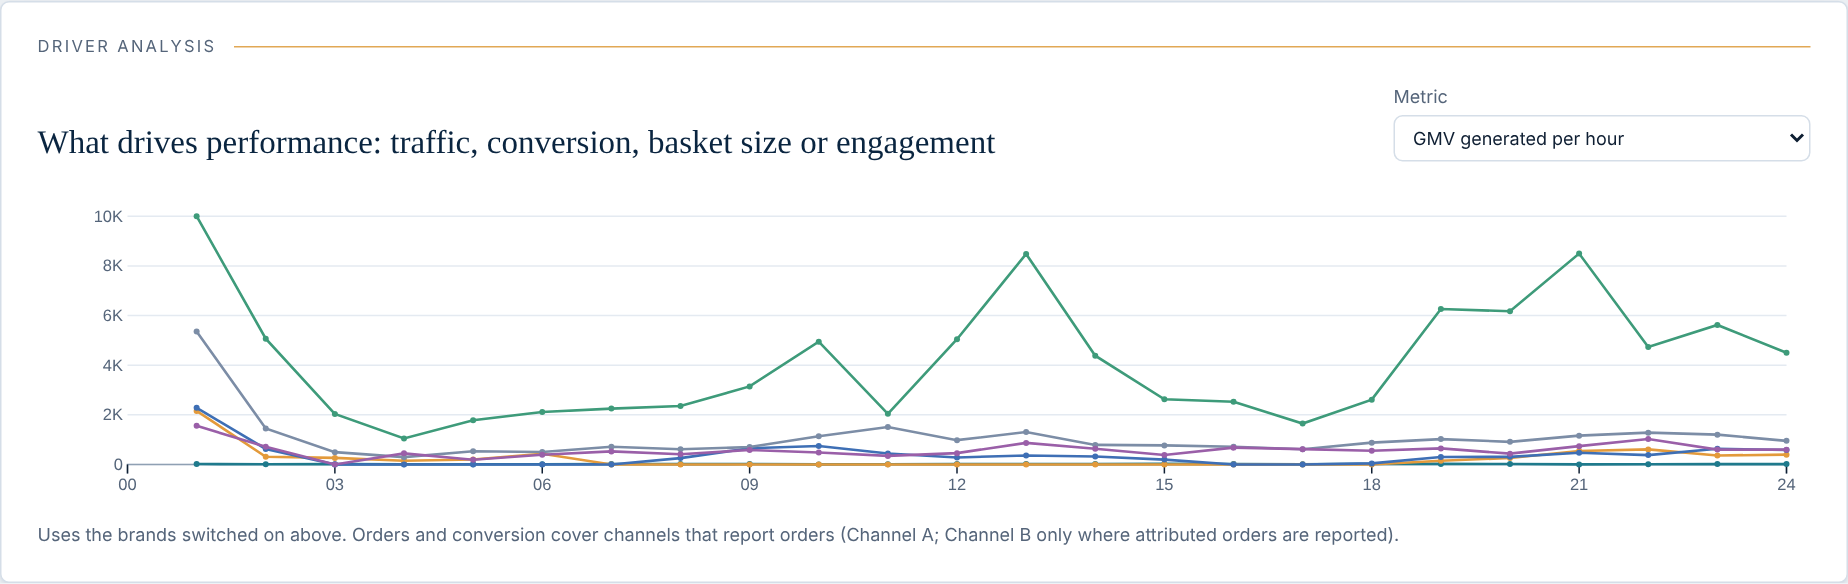 DRIVER ANALYSIS
Metric
What drives performance: traffic, conversion, basket size or engagement
GMV generated per hour
10K
8K
6K
4K
2K
0
00 03 06 09 12 15 18 21 24
Uses the brands switched on above. Orders and conversion cover channels that report orders (Channel A; Channel B only where attributed orders are reported).